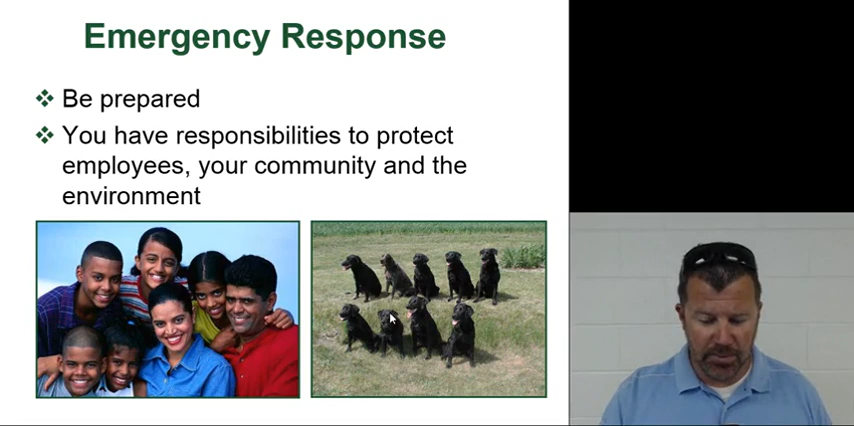 Emergency Response
Be prepared
You have responsibilities to protect
employees, your community and the
environment